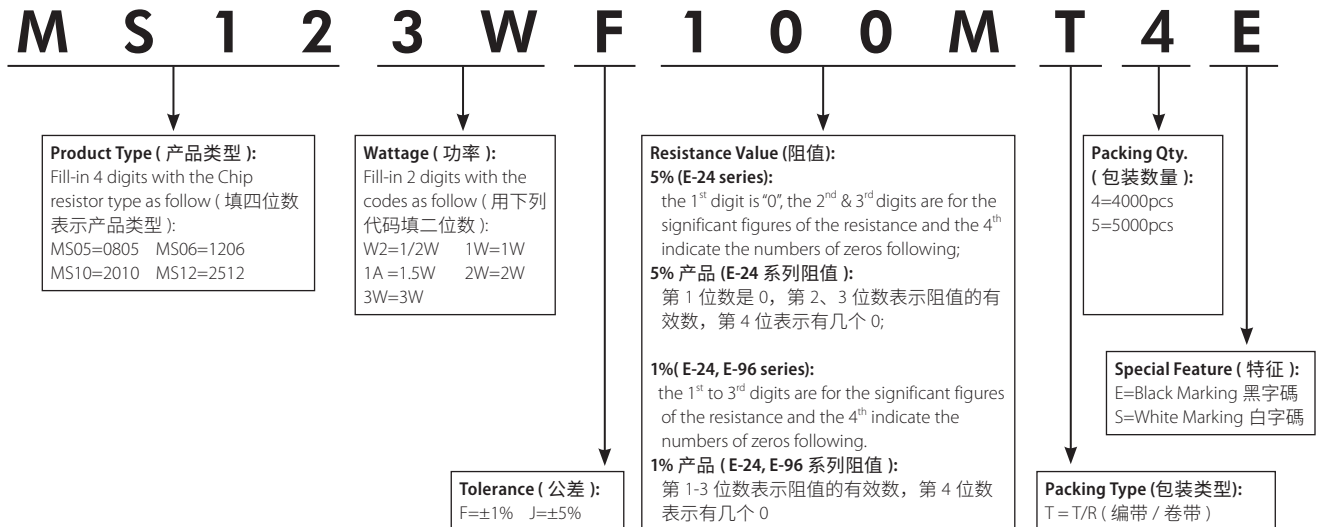 M S 1 2 3 W F 1 0 0 M T 4 E
Product Type ( 产品类型 ):
Fill-in 4 digits with the Chip
resistor type as follow ( 填四位数
表示产品类型 ):
MS05=0805 MS06=1206
MS10=2010 MS12=2512
Wattage ( 功率 ):
Fill-in 2 digits with the
codes as follow ( 用下列
代码填二位数 ):
W2=1/2W 1W=1W
1A =1.5W 2W=2W
3W=3W
Tolerance ( 公差 ):
F=±1% J=±5%
Resistance Value (阻值):
5% (E-24 series):
the 1st digit is "0", the 2nd & 3rd digits are for the
significant figures of the resistance and the 4th
indicate the numbers of zeros following;
5% 产品 (E-24 系列阻值 ):
第 1 位数是 0，第 2、3 位数表示阻值的有
效数，第 4 位表示有几个 0;
1%( E-24, E-96 series):
the 1st to 3rd digits are for the significant figures
of the resistance and the 4th indicate the
numbers of zeros following.
1% 产品 ( E-24, E-96 系列阻值 ):
第 1-3 位数表示阻值的有效数，第 4 位数
表示有几个 0
Packing Type (包装类型):
T = T/R ( 编带 / 卷带 )
Packing Qty.
( 包装数量 ):
4=4000pcs
5=5000pcs
Special Feature ( 特征 ):
E=Black Marking 黑字碼
S=White Marking 白字碼